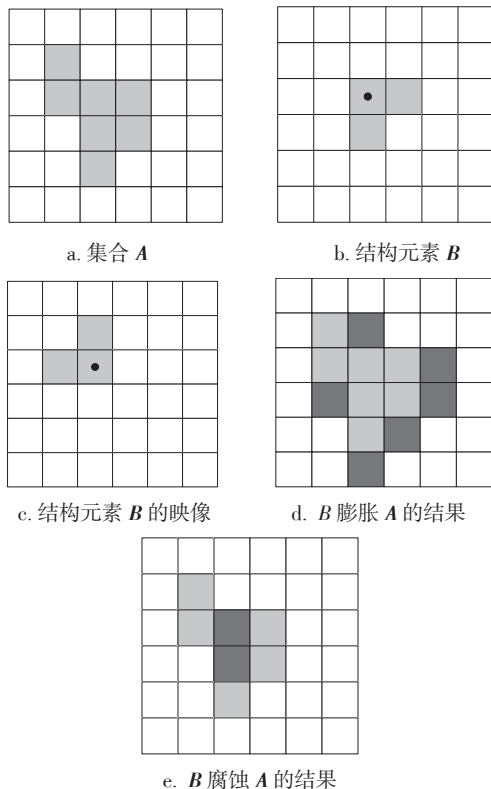 a. 集合 A
b. 结构元素 B
c. 结构元素 B 的映像
d. B 膨胀 A 的结果
e. B 腐蚀 A 的结果